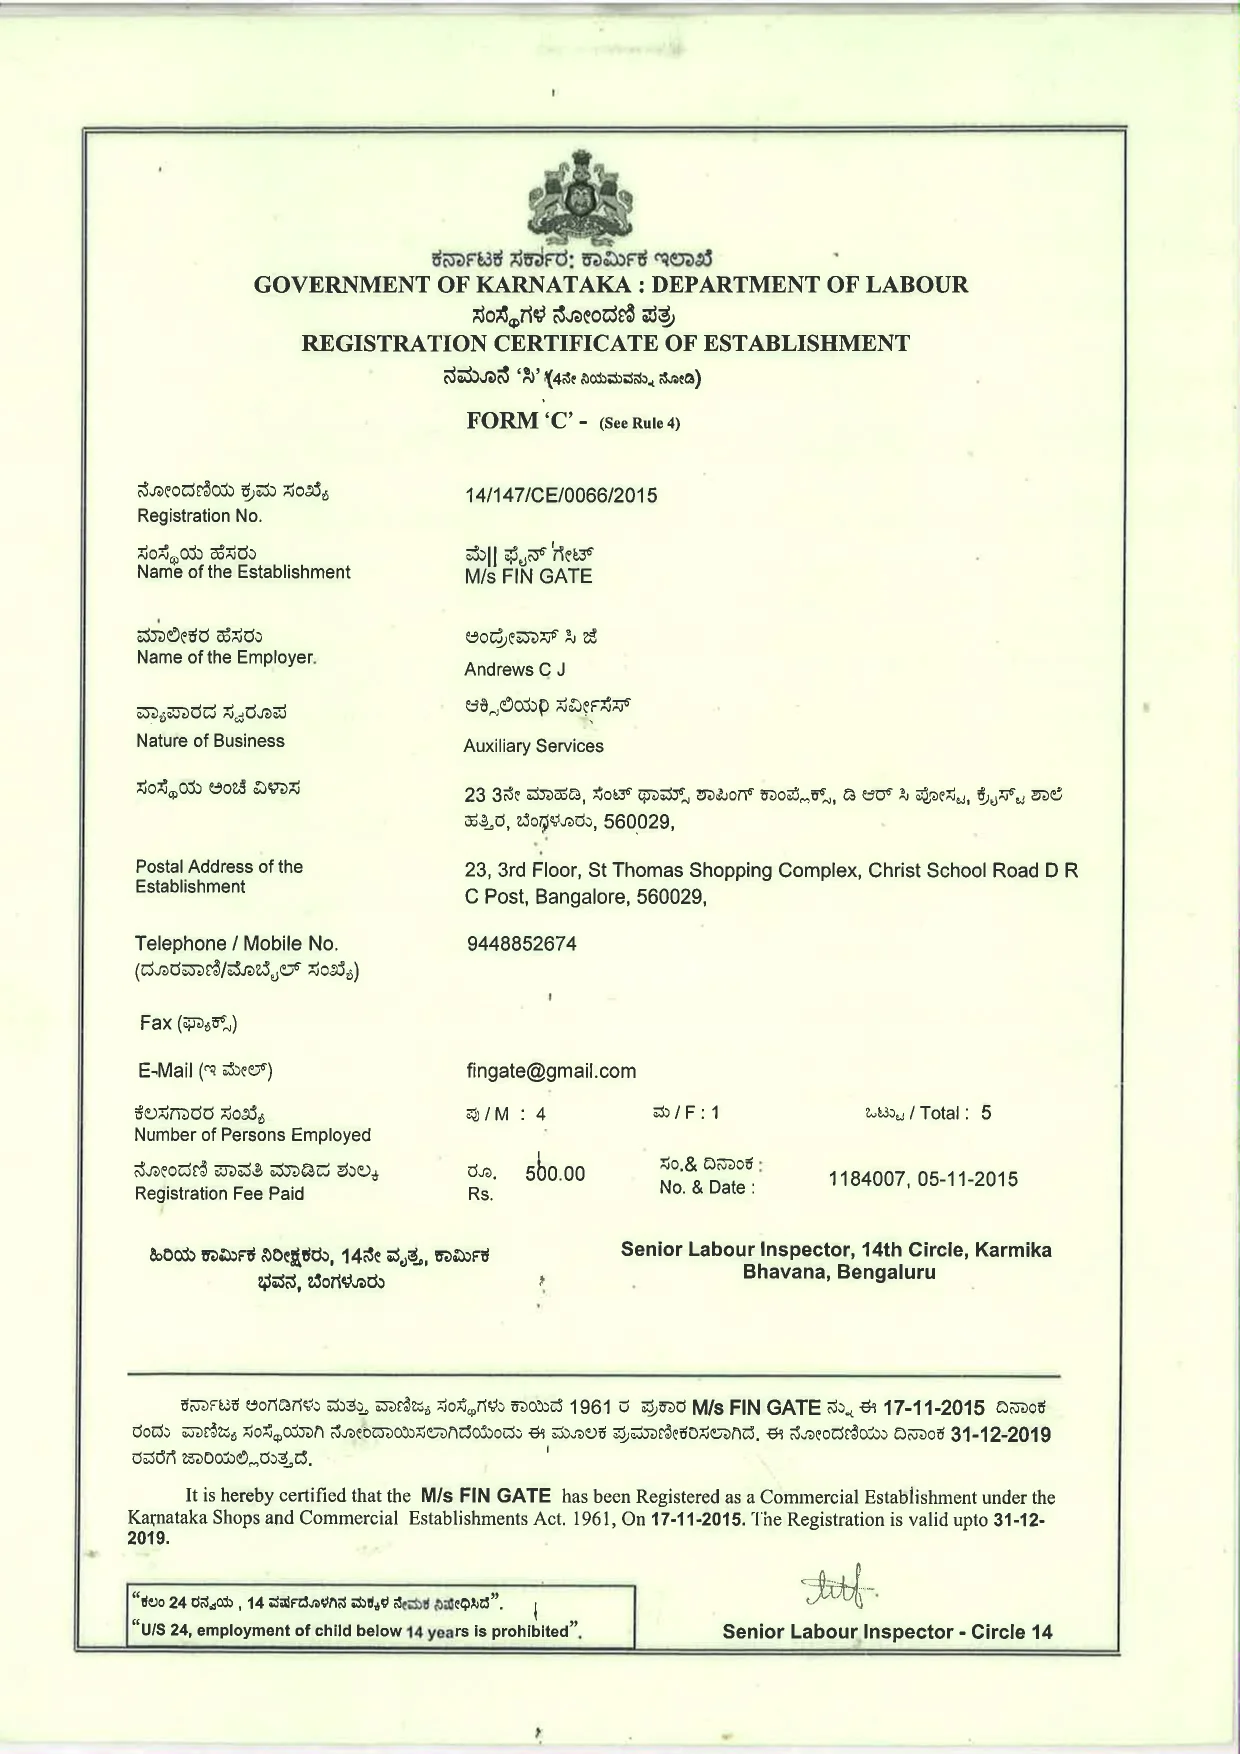 ಕರ್ನಾಟಕ ಸರ್ಕಾರ: ಕಾರ್ಮಿಕ ಇಲಾಖೆ
GOVERNMENT OF KARNATAKA : DEPARTMENT OF LABOUR
ಸಂಸ್ಥೆಗಳ ನೋಂದಣಿ ಪತ್ರ
REGISTRATION CERTIFICATE OF ESTABLISHMENT
ನಮೂನೆ ‘ಸಿ’ (4ನೇ ನಿಯಮವನ್ನು ನೋಡಿ)
FORM ‘C’ - (See Rule 4)
ನೋಂದಣಿಯ ಕ್ರಮ ಸಂಖ್ಯೆ
Registration No. 14/147/CE/0066/2015
ಸಂಸ್ಥೆಯ ಹೆಸರು ಮೆ|| ಫೈನ್ ಗೇಟ್
Name of the Establishment M/s FIN GATE
ಮಾಲೀಕರ ಹೆಸರು ಅಂದ್ರೇವಾಸ್ ಸಿ ಜೆ
Name of the Employer. Andrews C J
ವ್ಯಾಪಾರದ ಸ್ವರೂಪ ಆಕ್ಸಿಲಿಯರಿ ಸರ್ವೀಸೆಸ್
Nature of Business Auxiliary Services
ಸಂಸ್ಥೆಯ ಅಂಚೆ ವಿಳಾಸ 23 3ನೇ ಮಾಹಡಿ, ಸೆಂಟ್ ಥಾಮ್ಸ್ ಶಾಪಿಂಗ್ ಕಾಂಪ್ಲೆಕ್ಸ್, ಡಿ ಆರ್ ಸಿ ಪೋಸ್ಟ, ಕ್ರೈಸ್ಟ್ ಶಾಲೆ
ಹತ್ತಿರ, ಬೆಂಗಳೂರು, 560029,
Postal Address of the 23, 3rd Floor, St Thomas Shopping Complex, Christ School Road D R
Establishment C Post, Bangalore, 560029,
Telephone / Mobile No. 9448852674
(ದೂರವಾಣಿ/ಮೊಬೈಲ್ ಸಂಖ್ಯೆ)
Fax (ಫ್ಯಾಕ್ಸ್)
E-Mail (ಇ ಮೇಲ್) fingate@gmail.com
ಕೆಲಸಗಾರರ ಸಂಖ್ಯೆ ಪು / M : 4 ಮ / F : 1 ಒಟ್ಟು / Total : 5
Number of Persons Employed
ನೋಂದಣಿ ಪಾವತಿ ಮಾಡಿದ ಶುಲ್ಕ ರೂ. 500.00 ಸಂ.& ದಿನಾಂಕ :
Registration Fee Paid Rs. No. & Date : 1184007, 05-11-2015
ಹಿರಿಯ ಕಾರ್ಮಿಕ ನಿರೀಕ್ಷಕರು, 14ನೇ ವೃತ್ತ, ಕಾರ್ಮಿಕ
ಭವನ, ಬೆಂಗಳೂರು
Senior Labour Inspector, 14th Circle, Karmika
Bhavana, Bengaluru
ಕರ್ನಾಟಕ ಅಂಗಡಿಗಳು ಮತ್ತು ವಾಣಿಜ್ಯ ಸಂಸ್ಥೆಗಳು ಕಾಯಿದೆ 1961 ರ ಪ್ರಕಾರ M/s FIN GATE ನ್ನು ಈ 17-11-2015 ದಿನಾಂಕ
ರಂದು ವಾಣಿಜ್ಯ ಸಂಸ್ಥೆಯಾಗಿ ನೋಂದಾಯಿಸಲಾಗಿದೆಯೆಂದು ಈ ಮೂಲಕ ಪ್ರಮಾಣೀಕರಿಸಲಾಗಿದೆ. ಈ ನೋಂದಣಿಯು ದಿನಾಂಕ 31-12-2019
ರವರೆಗೆ ಜಾರಿಯಲ್ಲಿರುತ್ತದೆ.
It is hereby certified that the M/s FIN GATE has been Registered as a Commercial Establishment under the
Karnataka Shops and Commercial Establishments Act. 1961, On 17-11-2015. The Registration is valid upto 31-12-
2019.
“ಕಲಂ 24 ರನ್ವಯ , 14 ವರ್ಷದೊಳಗಿನ ಮಕ್ಕಳ ನೇಮಕ ನಿಷೇಧಿಸಿದೆ”.
“U/S 24, employment of child below 14 years is prohibited”.
Senior Labour Inspector - Circle 14